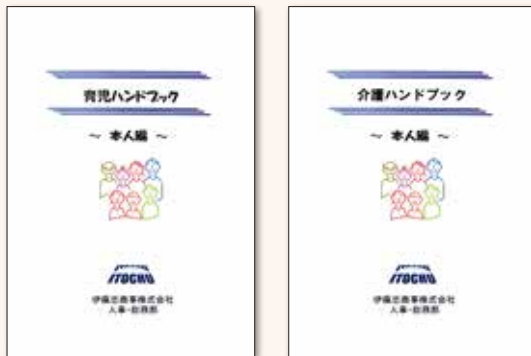 育児ハンドブック
～ 本人編 ～
ITOCHU
伊藤忠商事株式会社
人事・総務部
介護ハンドブック
～ 本人編 ～
ITOCHU
伊藤忠商事株式会社
人事・総務部